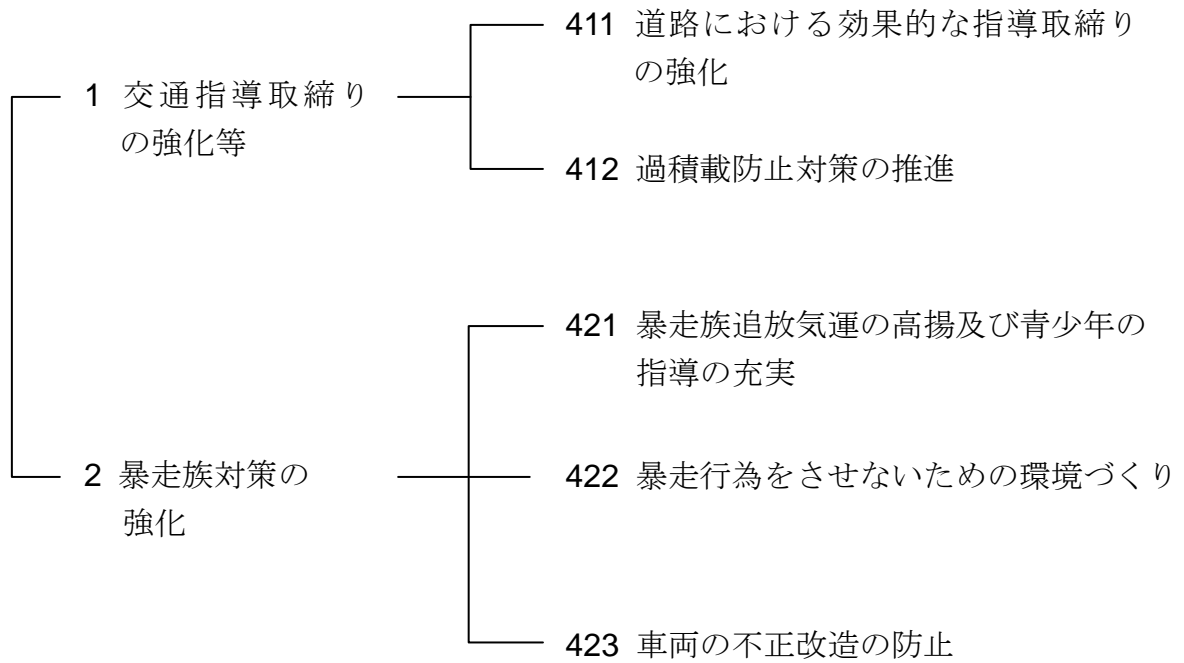 1 交通指導取締り
の強化等
411 道路における効果的な指導取締り
の強化
412 過積載防止対策の推進
2 暴走族対策の
強化
421 暴走族追放気運の高揚及び青少年の
指導の充実
422 暴走行為をさせないための環境づくり
423 車両の不正改造の防止